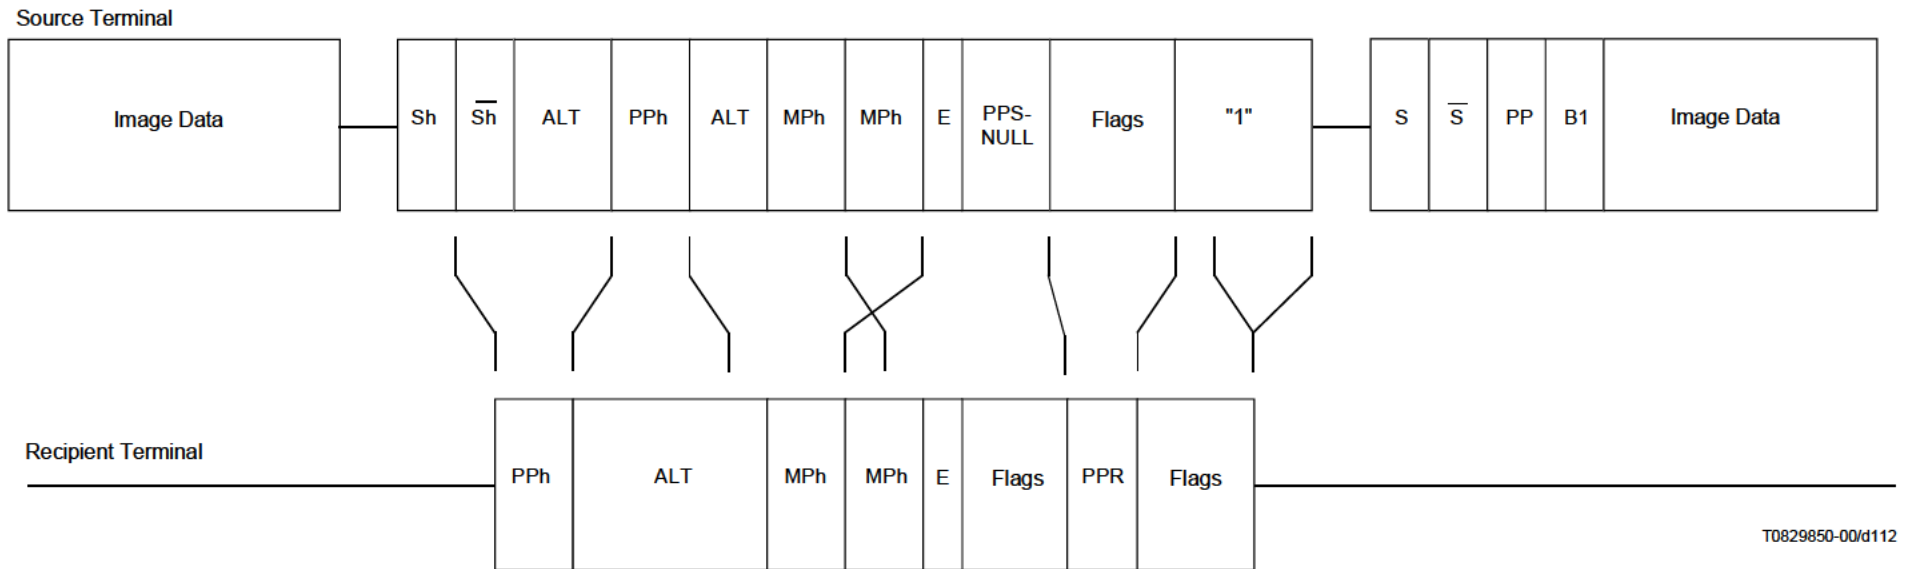 Source Terminal
Image Data Sh S̅h̅ ALT PPh ALT MPh MPh E PPS-NULL Flags "1" S S̅ PP B1 Image Data
Recipient Terminal
PPh ALT MPh MPh E Flags PPR Flags
T0829850-00/d112